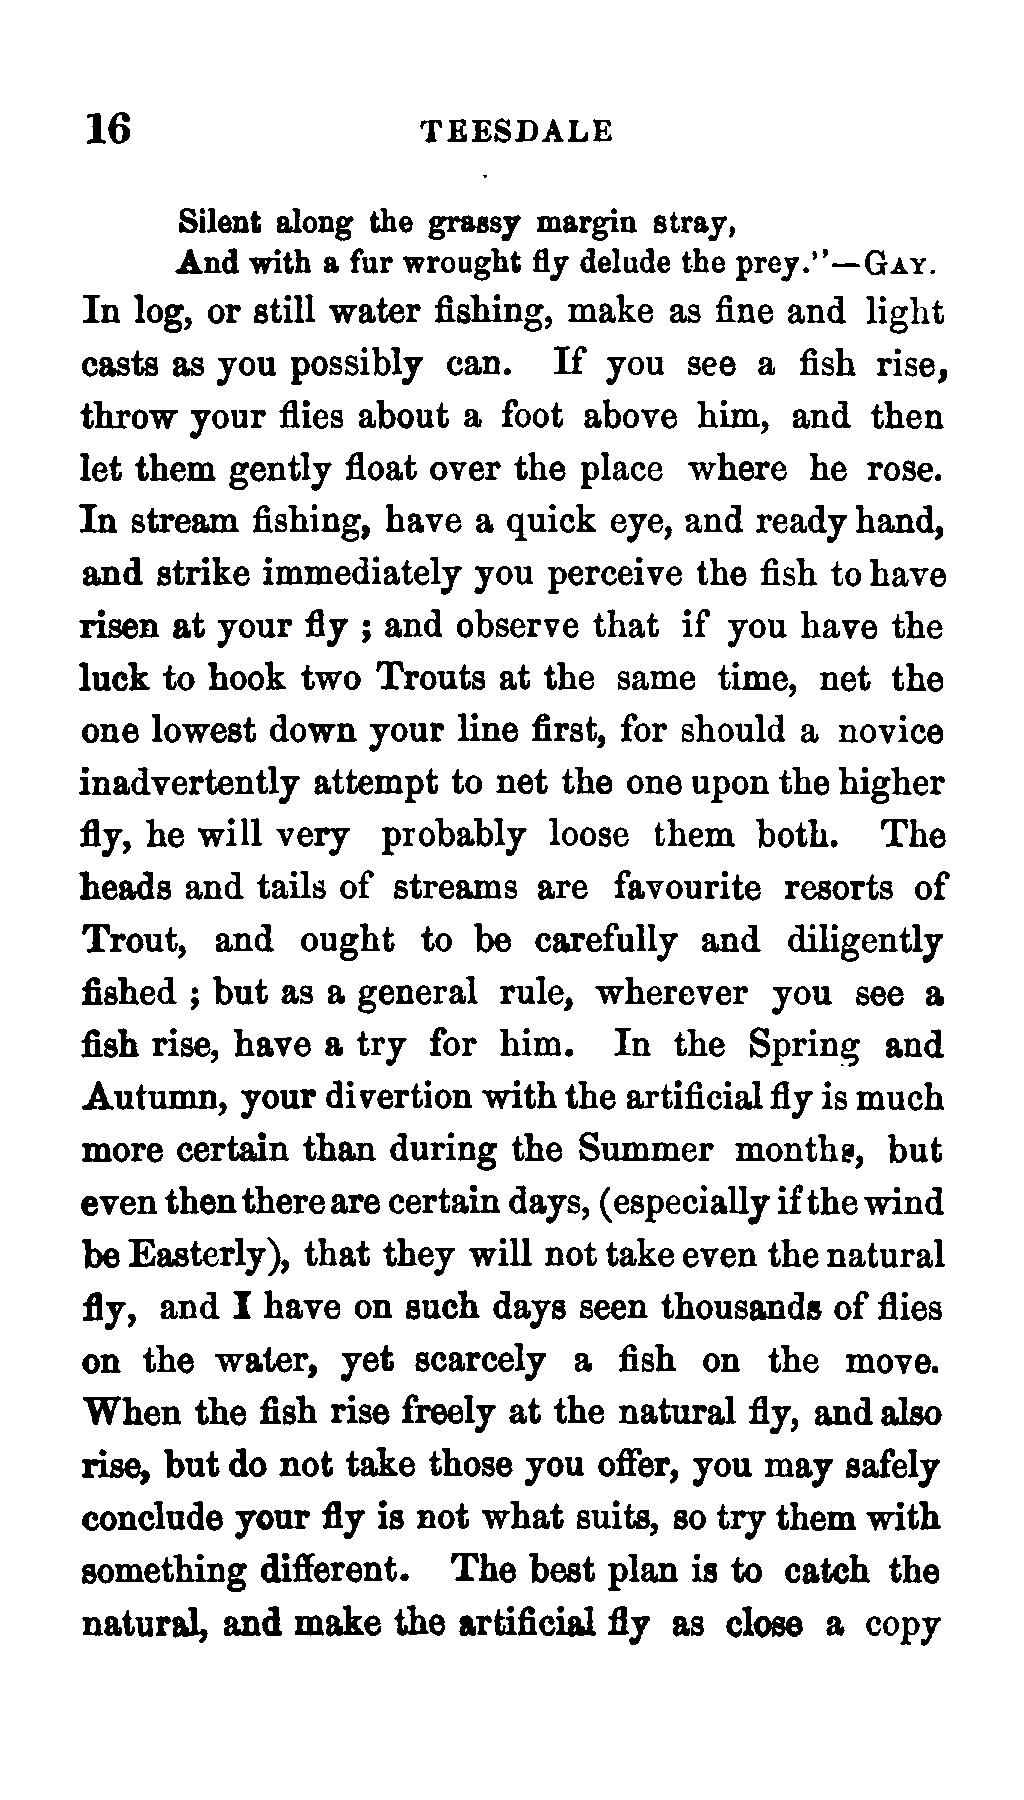 16 TEESDALE
Silent along the grassy margin stray,
And with a fur wrought fly delude the prey."—GAY.
In log, or still water fishing, make as fine and light
casts as you possibly can. If you see a fish rise,
throw your flies about a foot above him, and then
let them gently float over the place where he rose.
In stream fishing, have a quick eye, and ready hand,
and strike immediately you perceive the fish to have
risen at your fly ; and observe that if you have the
luck to hook two Trouts at the same time, net the
one lowest down your line first, for should a novice
inadvertently attempt to net the one upon the higher
fly, he will very probably loose them both. The
heads and tails of streams are favourite resorts of
Trout, and ought to be carefully and diligently
fished ; but as a general rule, wherever you see a
fish rise, have a try for him. In the Spring and
Autumn, your divertion with the artificial fly is much
more certain than during the Summer months, but
even then there are certain days, (especially if the wind
be Easterly), that they will not take even the natural
fly, and I have on such days seen thousands of flies
on the water, yet scarcely a fish on the move.
When the fish rise freely at the natural fly, and also
rise, but do not take those you offer, you may safely
conclude your fly is not what suits, so try them with
something different. The best plan is to catch the
natural, and make the artificial fly as close a copy